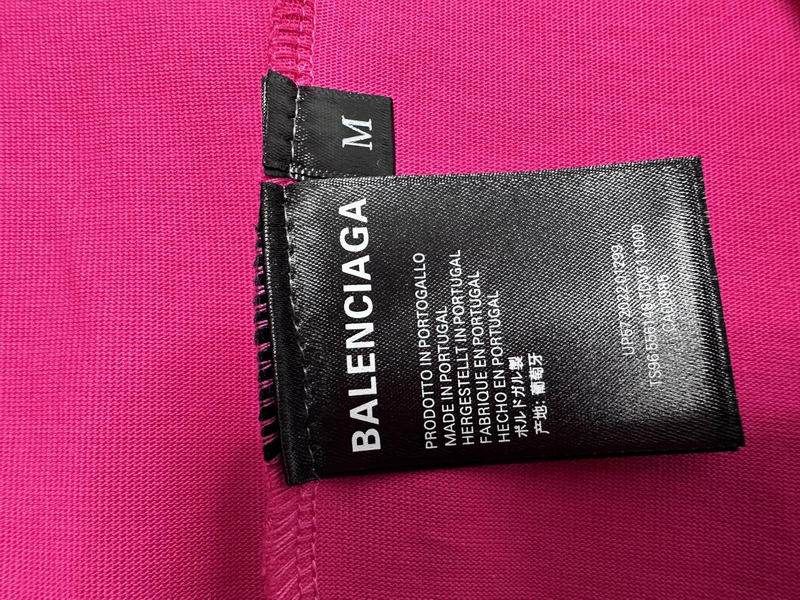 M
BALENCIAGA
PRODOTTO IN PORTOGALLO
MADE IN PORTUGAL
HERGESTELLT IN PORTUGAL
FABRIQUE EN PORTUGAL
HECHO EN PORTUGAL
ポルドガル製
产地: 葡萄牙